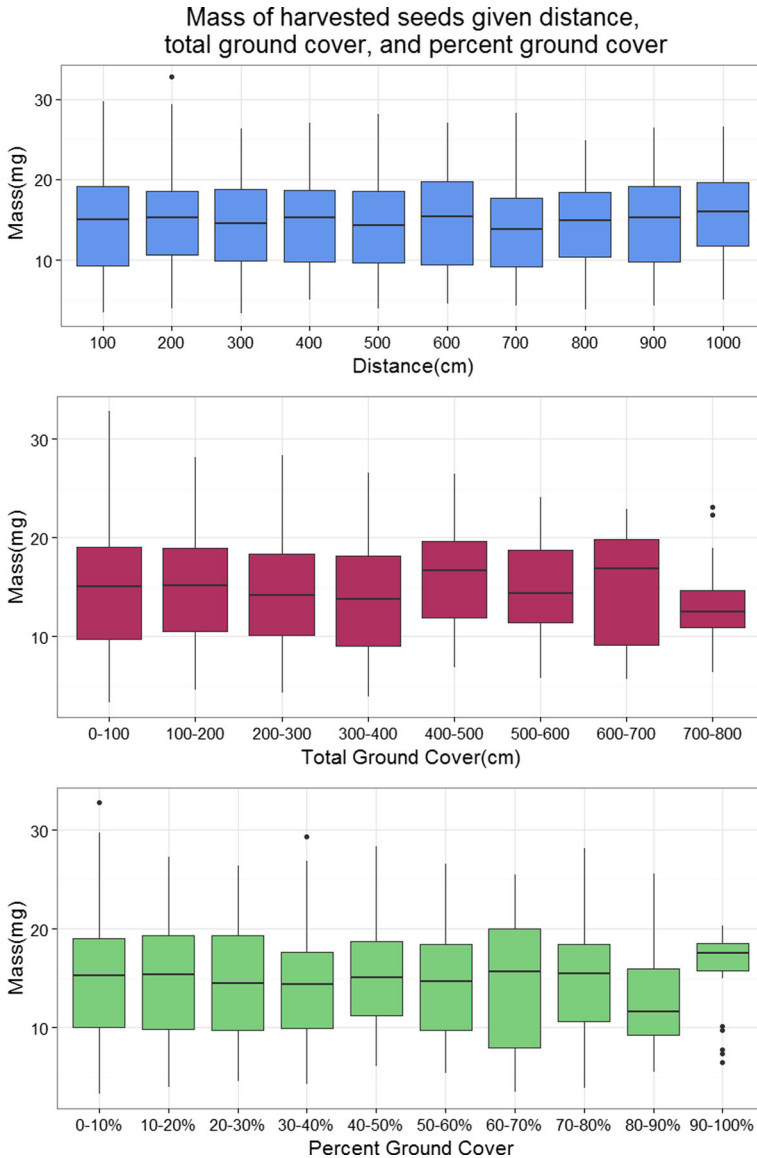 Mass of harvested seeds given distance,
total ground cover, and percent ground cover
Mass(mg)
30
20
10
100 200 300 400 500 600 700 800 900 1000
Distance(cm)
Mass(mg)
30
20
10
0-100 100-200 200-300 300-400 400-500 500-600 600-700 700-800
Total Ground Cover(cm)
Mass(mg)
30
20
10
0-10% 10-20% 20-30% 30-40% 40-50% 50-60% 60-70% 70-80% 80-90% 90-100%
Percent Ground Cover